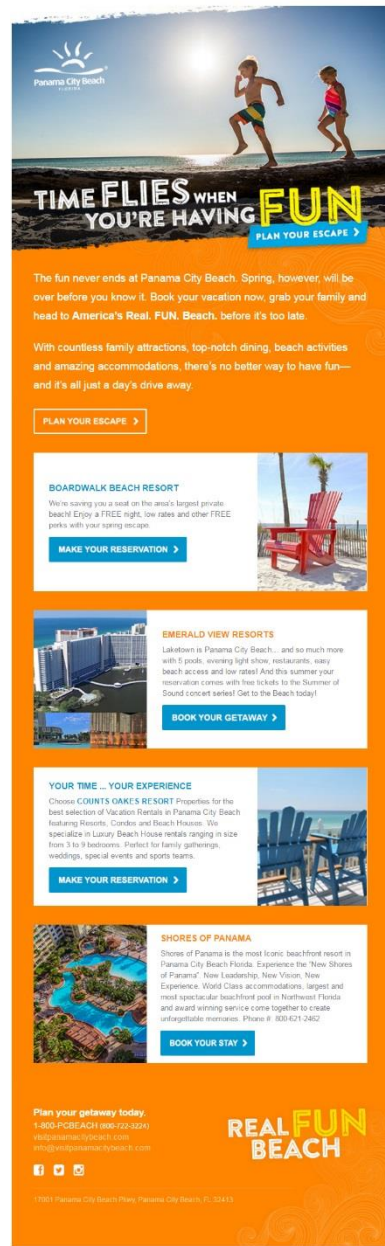 Panama City Beach
FLORIDA
TIME FLIES WHEN
YOU'RE HAVING FUN
PLAN YOUR ESCAPE
The fun never ends at Panama City Beach. Spring, however, will be
over before you know it. Book your vacation now, grab your family and
head to America's Real. FUN. Beach. before it's too late.
With countless family attractions, top-notch dining, beach activities
and amazing accommodations, there's no better way to have fun—
and it's all just a day's drive away.
PLAN YOUR ESCAPE
BOARDWALK BEACH RESORT
We're saving you a seat on the area's largest private
beach! Enjoy a FREE night, low rates and other FREE
perks with your spring escape.
MAKE YOUR RESERVATION
EMERALD VIEW RESORTS
Laketown is Panama City Beach... and so much more
with 5 pools, evening light show, restaurants, easy
beach access and low rates! And this summer your
reservation comes with free tickets to the Summer of
Sound concert series! Get to the Beach today!
BOOK YOUR GETAWAY
YOUR TIME ... YOUR EXPERIENCE
Choose COUNTS OAKES RESORT Properties for the
best selection of Vacation Rentals in Panama City Beach
featuring Resorts, Condos and Beach Houses. We
specialize in Luxury Beach House rentals ranging in size
from 3 to 9 bedrooms. Perfect for family gatherings,
weddings, special events and sports teams.
MAKE YOUR RESERVATION
SHORES OF PANAMA
Shores of Panama is the most Iconic beachfront resort in
Panama City Beach Florida. Experience the "New Shores
of Panama". New Leadership, New Vision, New
Experience. World Class accommodations, largest and
most spectacular beachfront pool in Northwest Florida
and award winning service come together to create
unforgettable memories. Phone #: 800-621-2462
BOOK YOUR STAY
Plan your getaway today.
1-800-PCBEACH (800-722-3224)
visitpanamacitybeach.com
info@visitpanamacitybeach.com
REAL FUN
BEACH
17001 Panama City Beach Pkwy, Panama City Beach, FL 32413